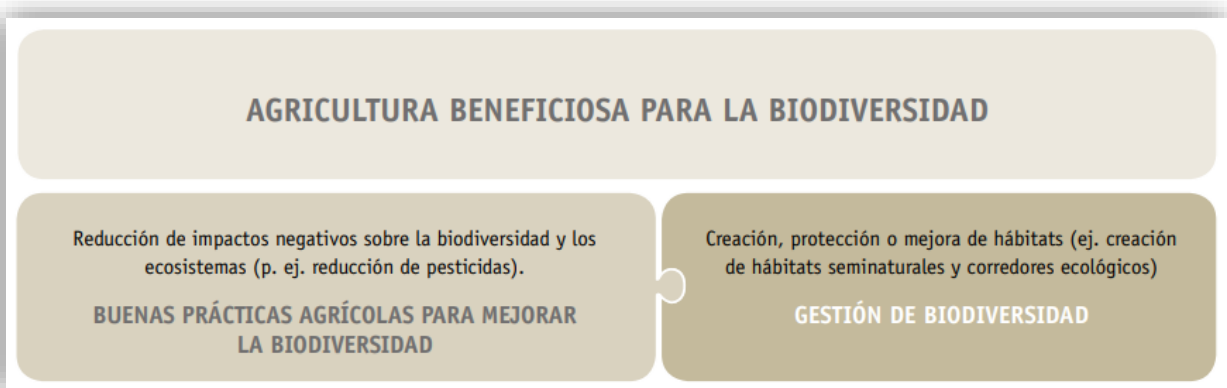 AGRICULTURA BENEFICIOSA PARA LA BIODIVERSIDAD
Reducción de impactos negativos sobre la biodiversidad y los
ecosistemas (p. ej. reducción de pesticidas).
BUENAS PRÁCTICAS AGRÍCOLAS PARA MEJORAR
LA BIODIVERSIDAD
Creación, protección o mejora de hábitats (ej. creación
de hábitats seminaturales y corredores ecológicos)
GESTIÓN DE BIODIVERSIDAD